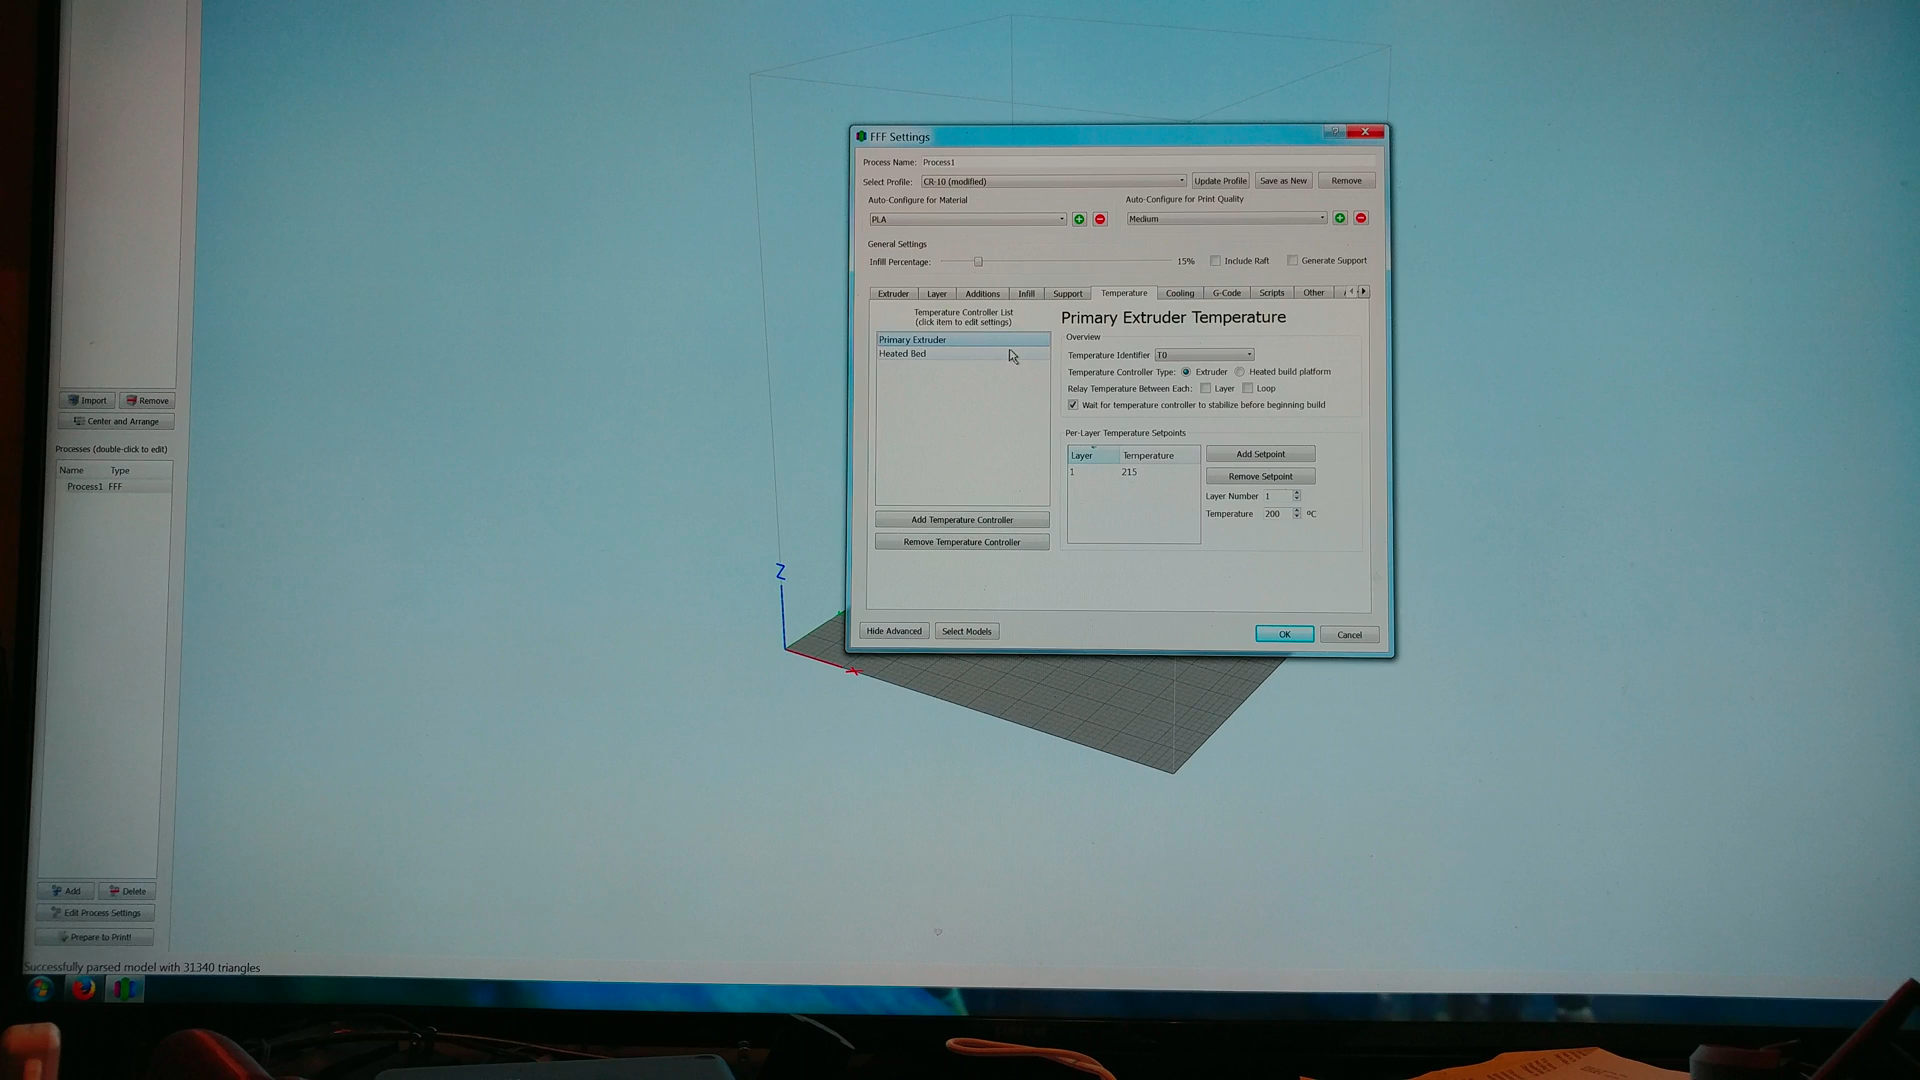 FFF Settings
Process Name: Process1
Select Profile: CR-10 (modified) Update Profile Save as New Remove
Auto-Configure for Material Auto-Configure for Print Quality
PLA Medium
General Settings
Infill Percentage: 15% Include Raft Generate Support
Extruder Layer Additions Infill Support Temperature Cooling G-Code Scripts Other
Temperature Controller List
(click item to edit settings)
Primary Extruder
Heated Bed
Add Temperature Controller
Remove Temperature Controller
Primary Extruder Temperature
Overview
Temperature Identifier T0
Temperature Controller Type: Extruder Heated build platform
Relay Temperature Between Each: Layer Loop
Wait for temperature controller to stabilize before beginning build
Per-Layer Temperature Setpoints
Layer Temperature
1 215
Add Setpoint
Remove Setpoint
Layer Number 1
Temperature 200 ºC
Hide Advanced Select Models OK Cancel
Import Remove
Center and Arrange
Processes (double-click to edit)
Name Type
Process1 FFF
Add Delete
Edit Process Settings
Prepare to Print!
Successfully parsed model with 31340 triangles
Z
X